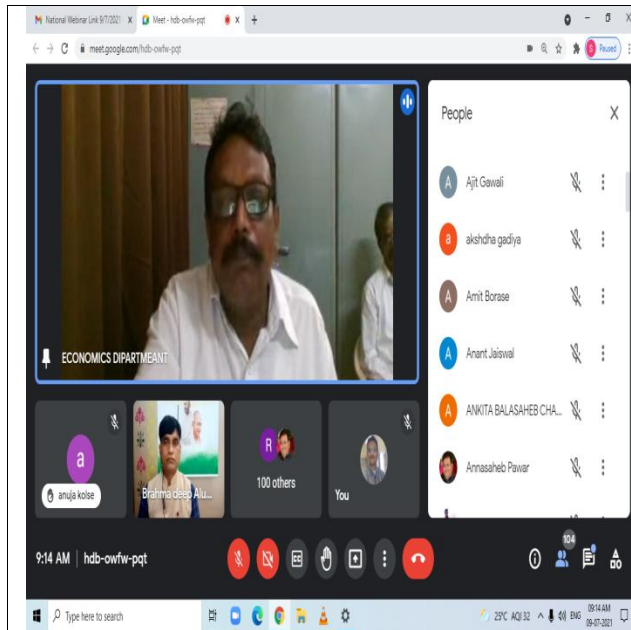 National Webinar Link 9/7/2021
Meet - hdb-owfw-pqt
meet.google.com/hdb-owfw-pqt
S Paused
People
A Ajit Gawali
a akshdha gadiya
A Amit Borase
A Anant Jaiswal
A ANKITA BALASAHEB CHA...
Annasaheb Pawar
ECONOMICS DIPARTMEANT
a
anuja kolse
Brahma deep Alu...
R
100 others
You
9:14 AM | hdb-owfw-pqt
104
Type here to search
25°C AQI 32 ENG 09:14 AM
09-07-2021